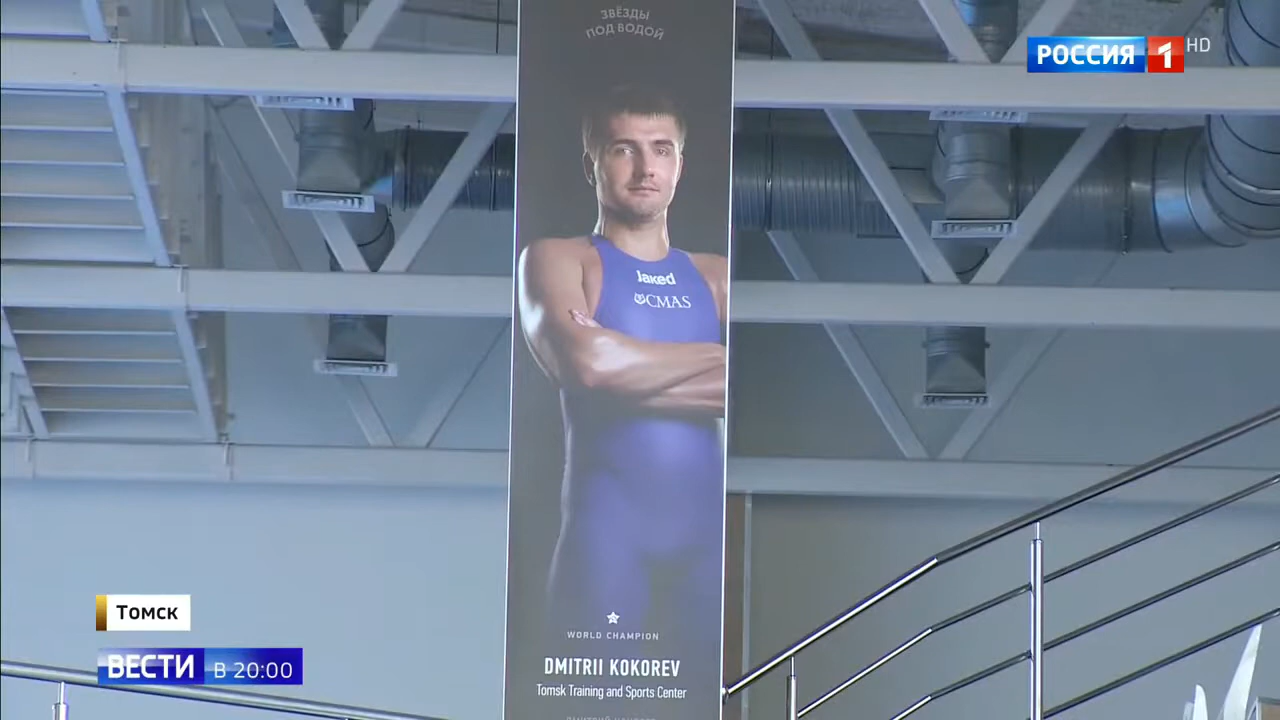 ЗВЁЗДЫ
ПОД ВОДОЙ
РОССИЯ 1 HD
Jaked
CMAS
Томск
ВЕСТИ В 20:00
WORLD CHAMPION
DMITRII KOKOREV
Tomsk Training and Sports Center